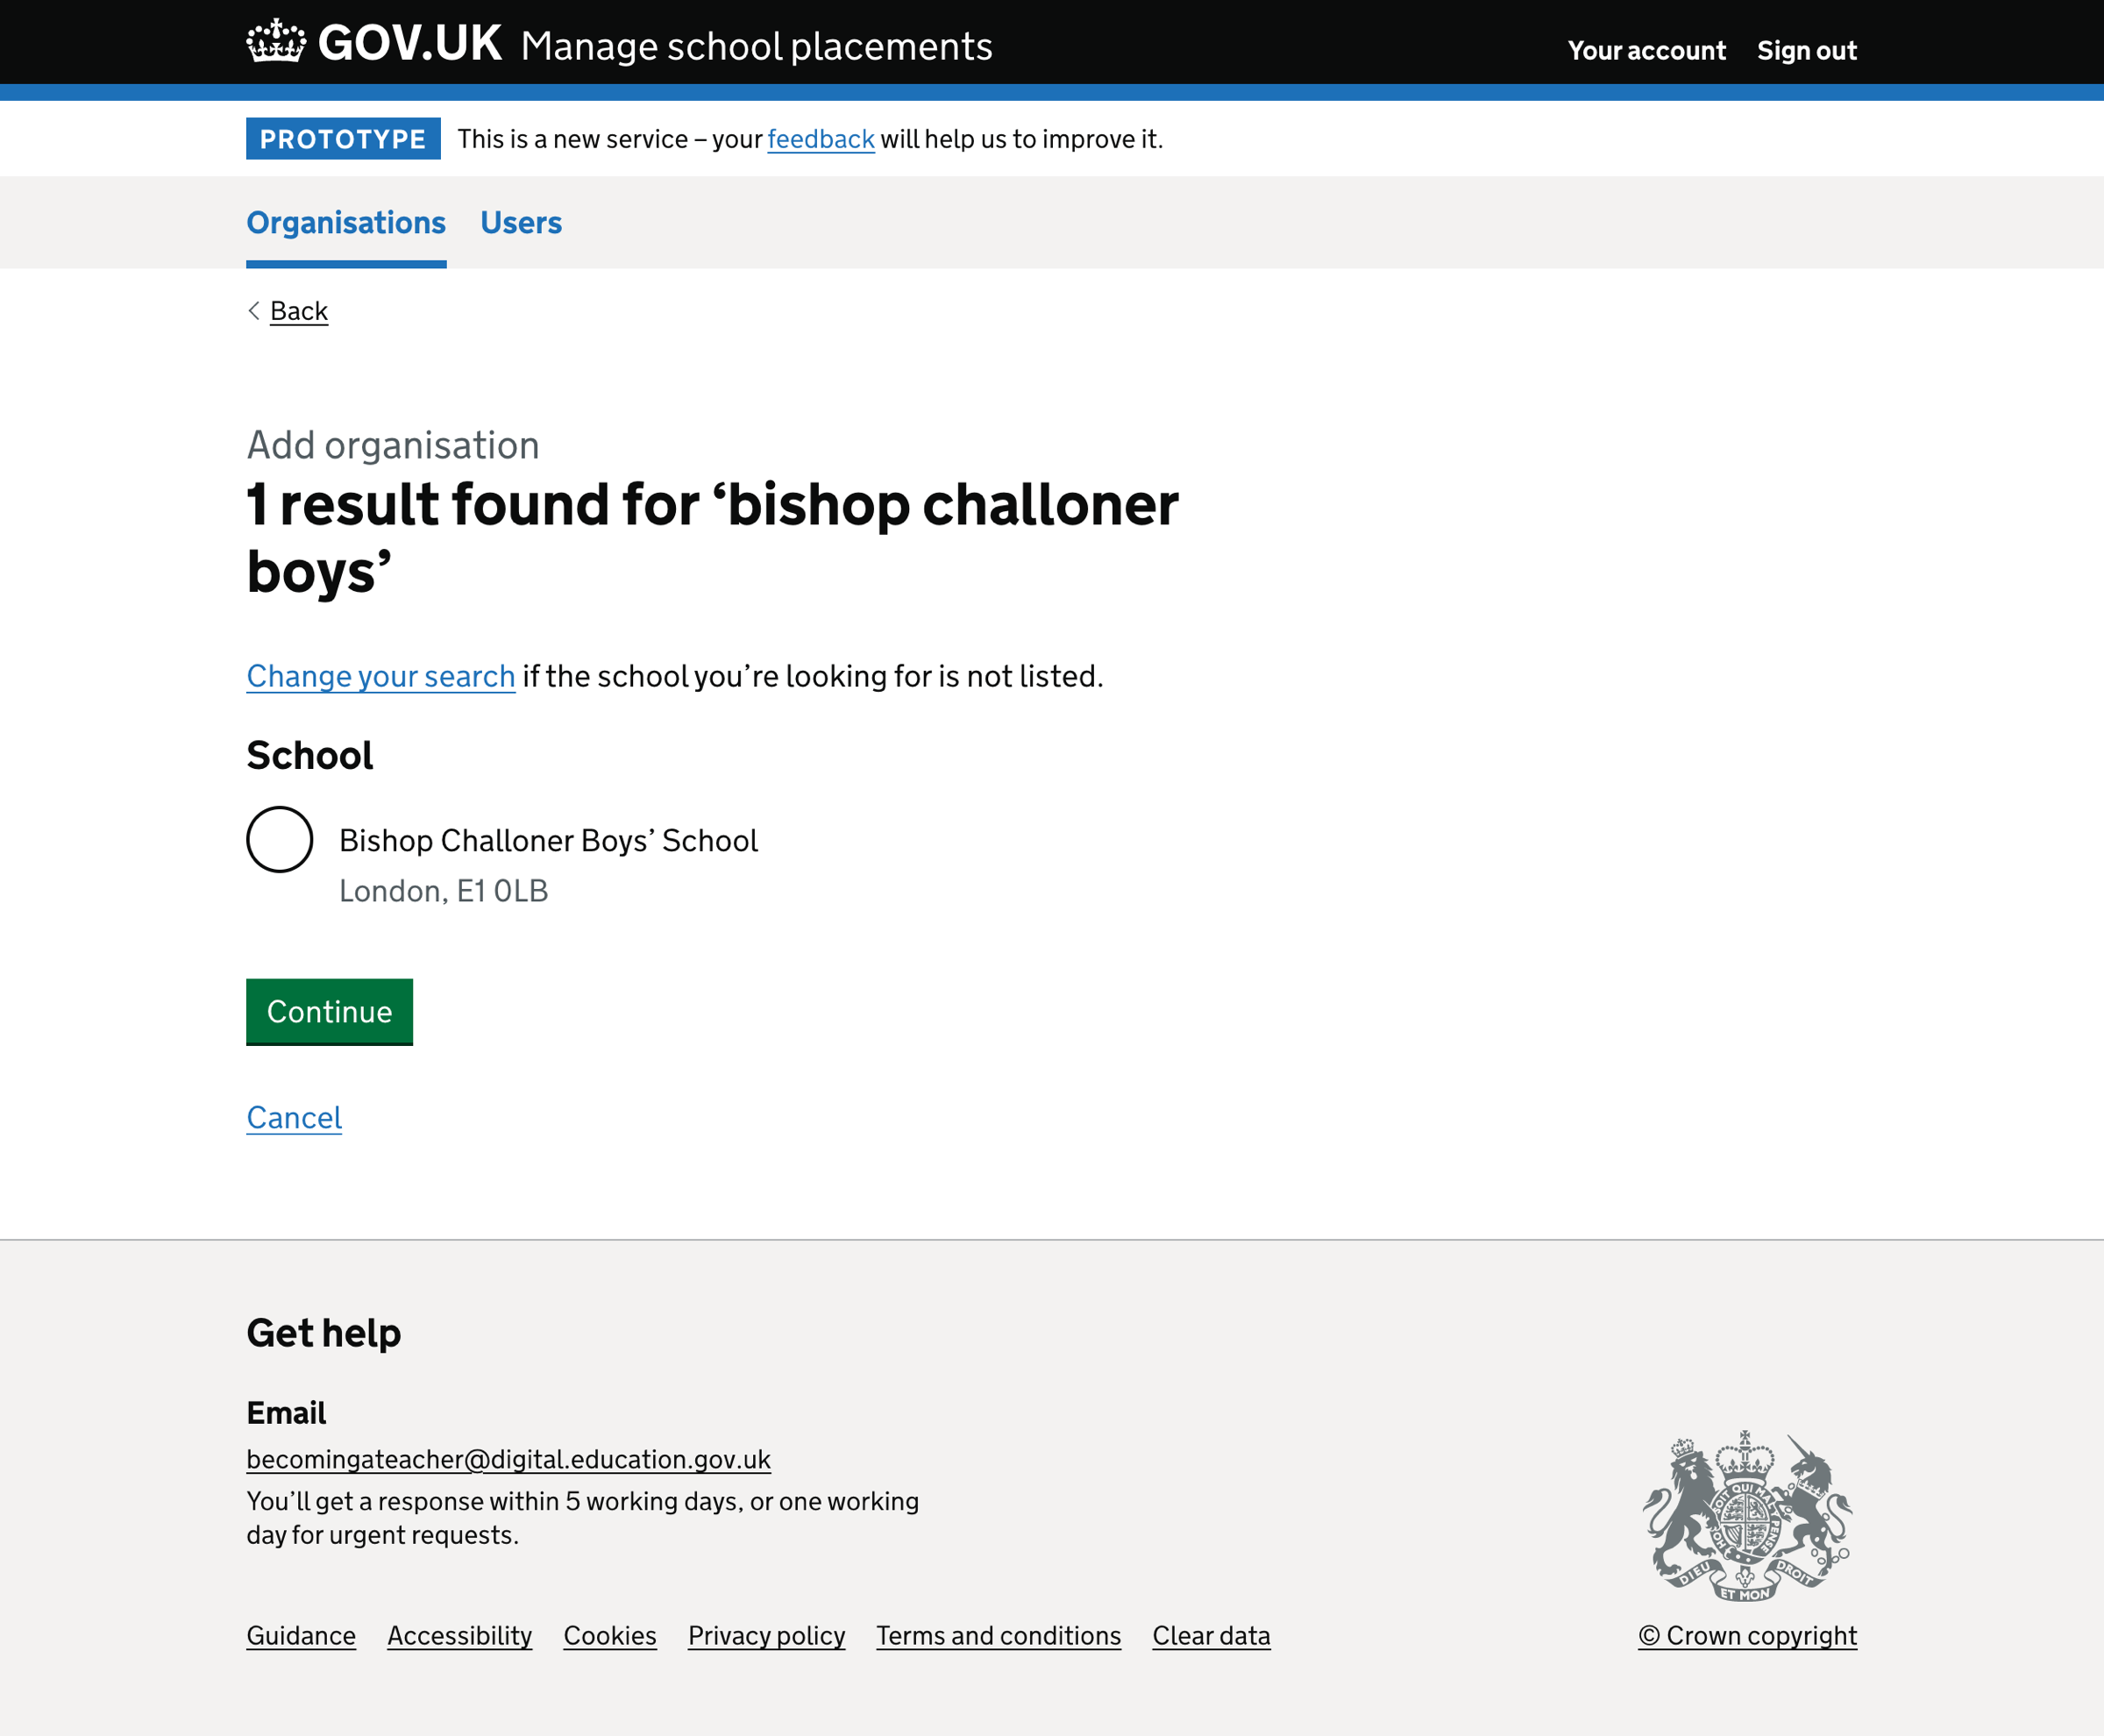 GOV.UK Manage school placements
Your account Sign out
PROTOTYPE This is a new service – your feedback will help us to improve it.
Organisations Users
Back
Add organisation
1 result found for ‘bishop challoner
boys’
Change your search if the school you’re looking for is not listed.
School
Bishop Challoner Boys’ School
London, E1 0LB
Continue
Cancel
Get help
Email
becomingateacher@digital.education.gov.uk
You’ll get a response within 5 working days, or one working
day for urgent requests.
SOIT QUI MAL
PENSE
HON
DIEU ET MON DROIT
Guidance Accessibility Cookies Privacy policy Terms and conditions Clear data
© Crown copyright